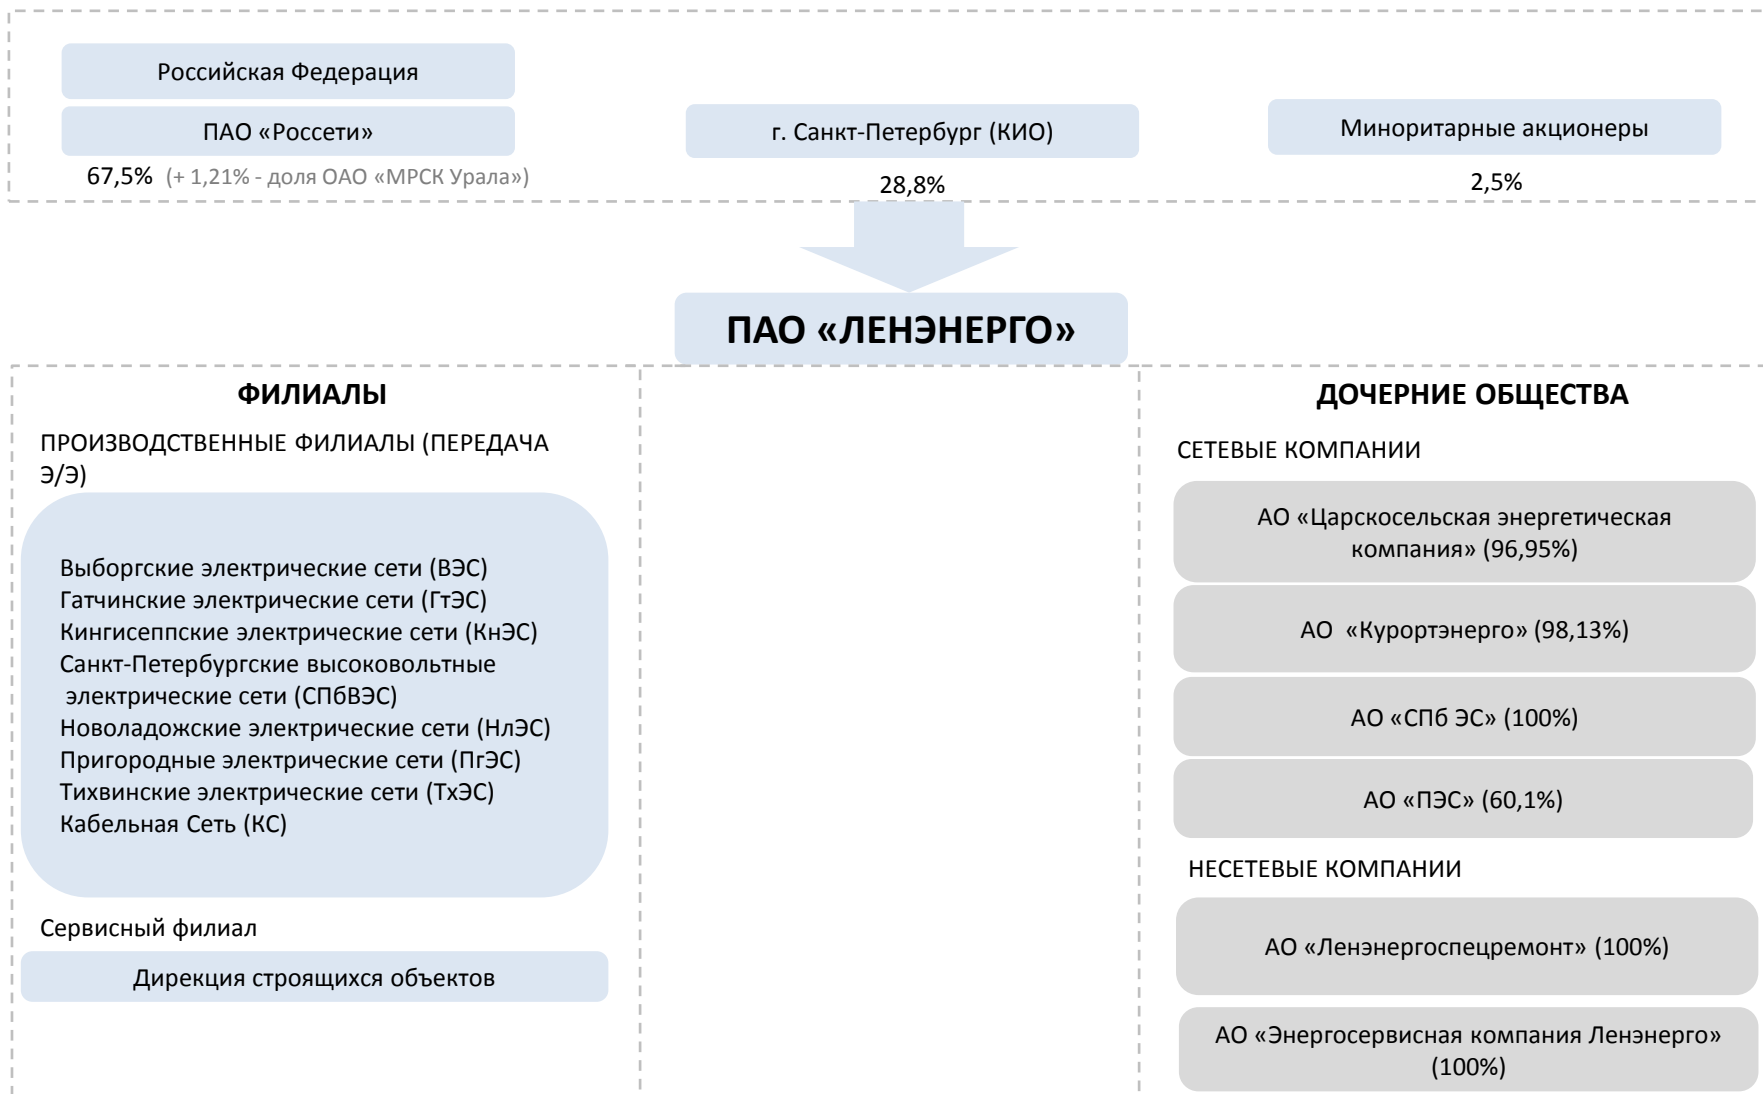 Российская Федерация
ПАО «Россети»
67,5% (+ 1,21% - доля ОАО «МРСК Урала»)
г. Санкт-Петербург (КИО)
28,8%
Миноритарные акционеры
2,5%
ПАО «ЛЕНЭНЕРГО»
ФИЛИАЛЫ
ПРОИЗВОДСТВЕННЫЕ ФИЛИАЛЫ (ПЕРЕДАЧА
Э/Э)
Выборгские электрические сети (ВЭС)
Гатчинские электрические сети (ГтЭС)
Кингисеппские электрические сети (КнЭС)
Санкт-Петербургские высоковольтные
электрические сети (СПбВЭС)
Новоладожские электрические сети (НлЭС)
Пригородные электрические сети (ПгЭС)
Тихвинские электрические сети (ТхЭС)
Кабельная Сеть (КС)
Сервисный филиал
Дирекция строящихся объектов
ДОЧЕРНИЕ ОБЩЕСТВА
СЕТЕВЫЕ КОМПАНИИ
АО «Царскосельская энергетическая
компания» (96,95%)
АО «Курортэнерго» (98,13%)
АО «СПб ЭС» (100%)
АО «ПЭС» (60,1%)
НЕСЕТЕВЫЕ КОМПАНИИ
АО «Ленэнергоспецремонт» (100%)
АО «Энергосервисная компания Ленэнерго»
(100%)